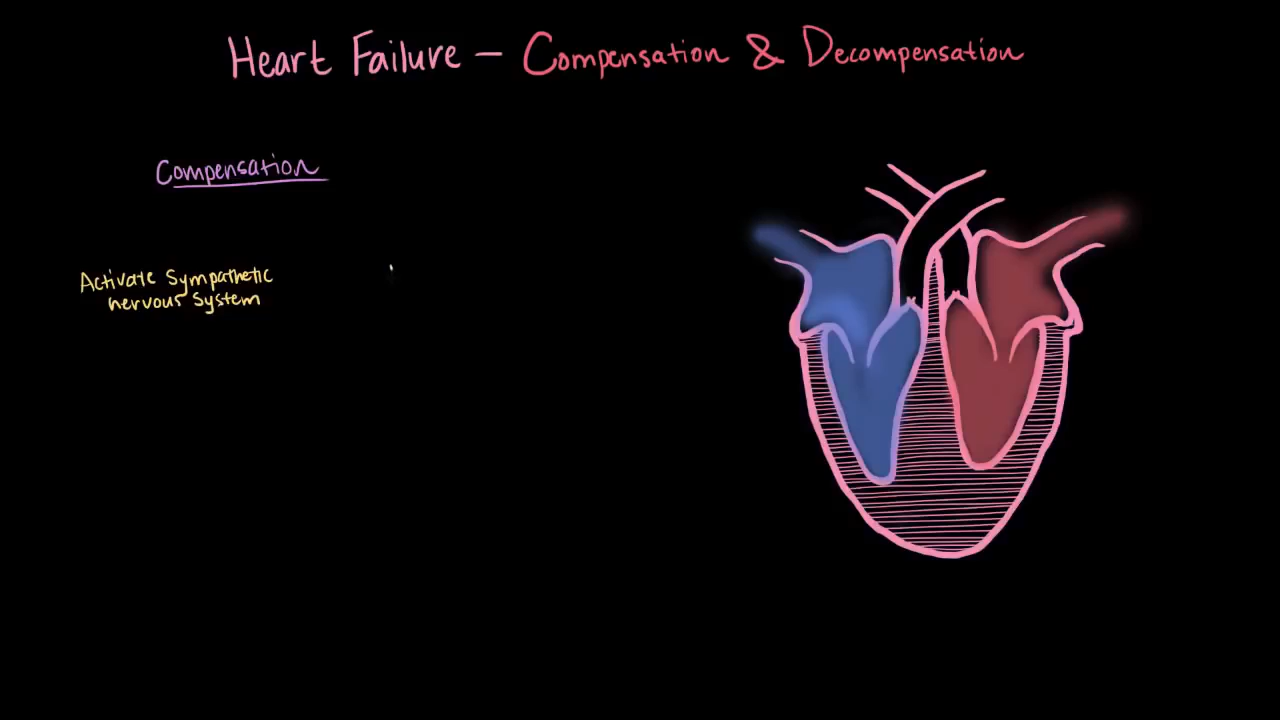 Heart Failure – Compensation & Decompensation
Compensation
Activate Sympathetic
nervous System